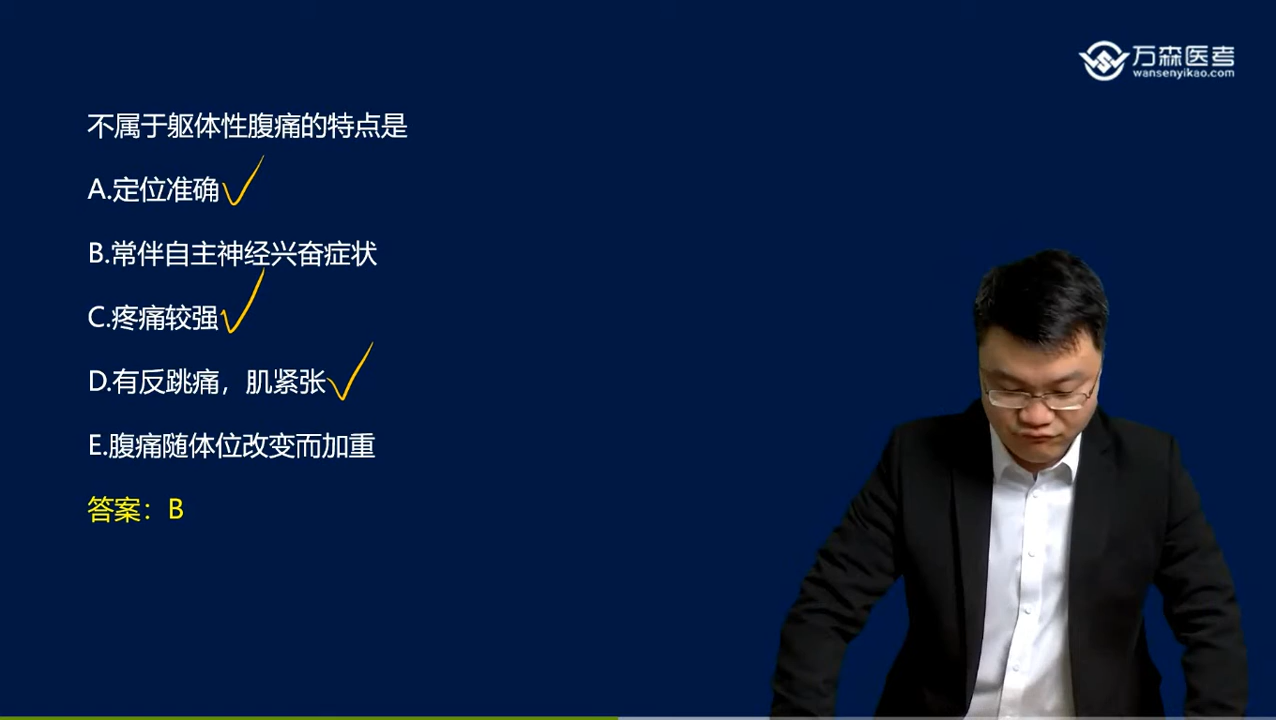 万森医考
wansenyikao.com
不属于躯体性腹痛的特点是
A.定位准确
B.常伴自主神经兴奋症状
C.疼痛较强
D.有反跳痛，肌紧张
E.腹痛随体位改变而加重
答案：B